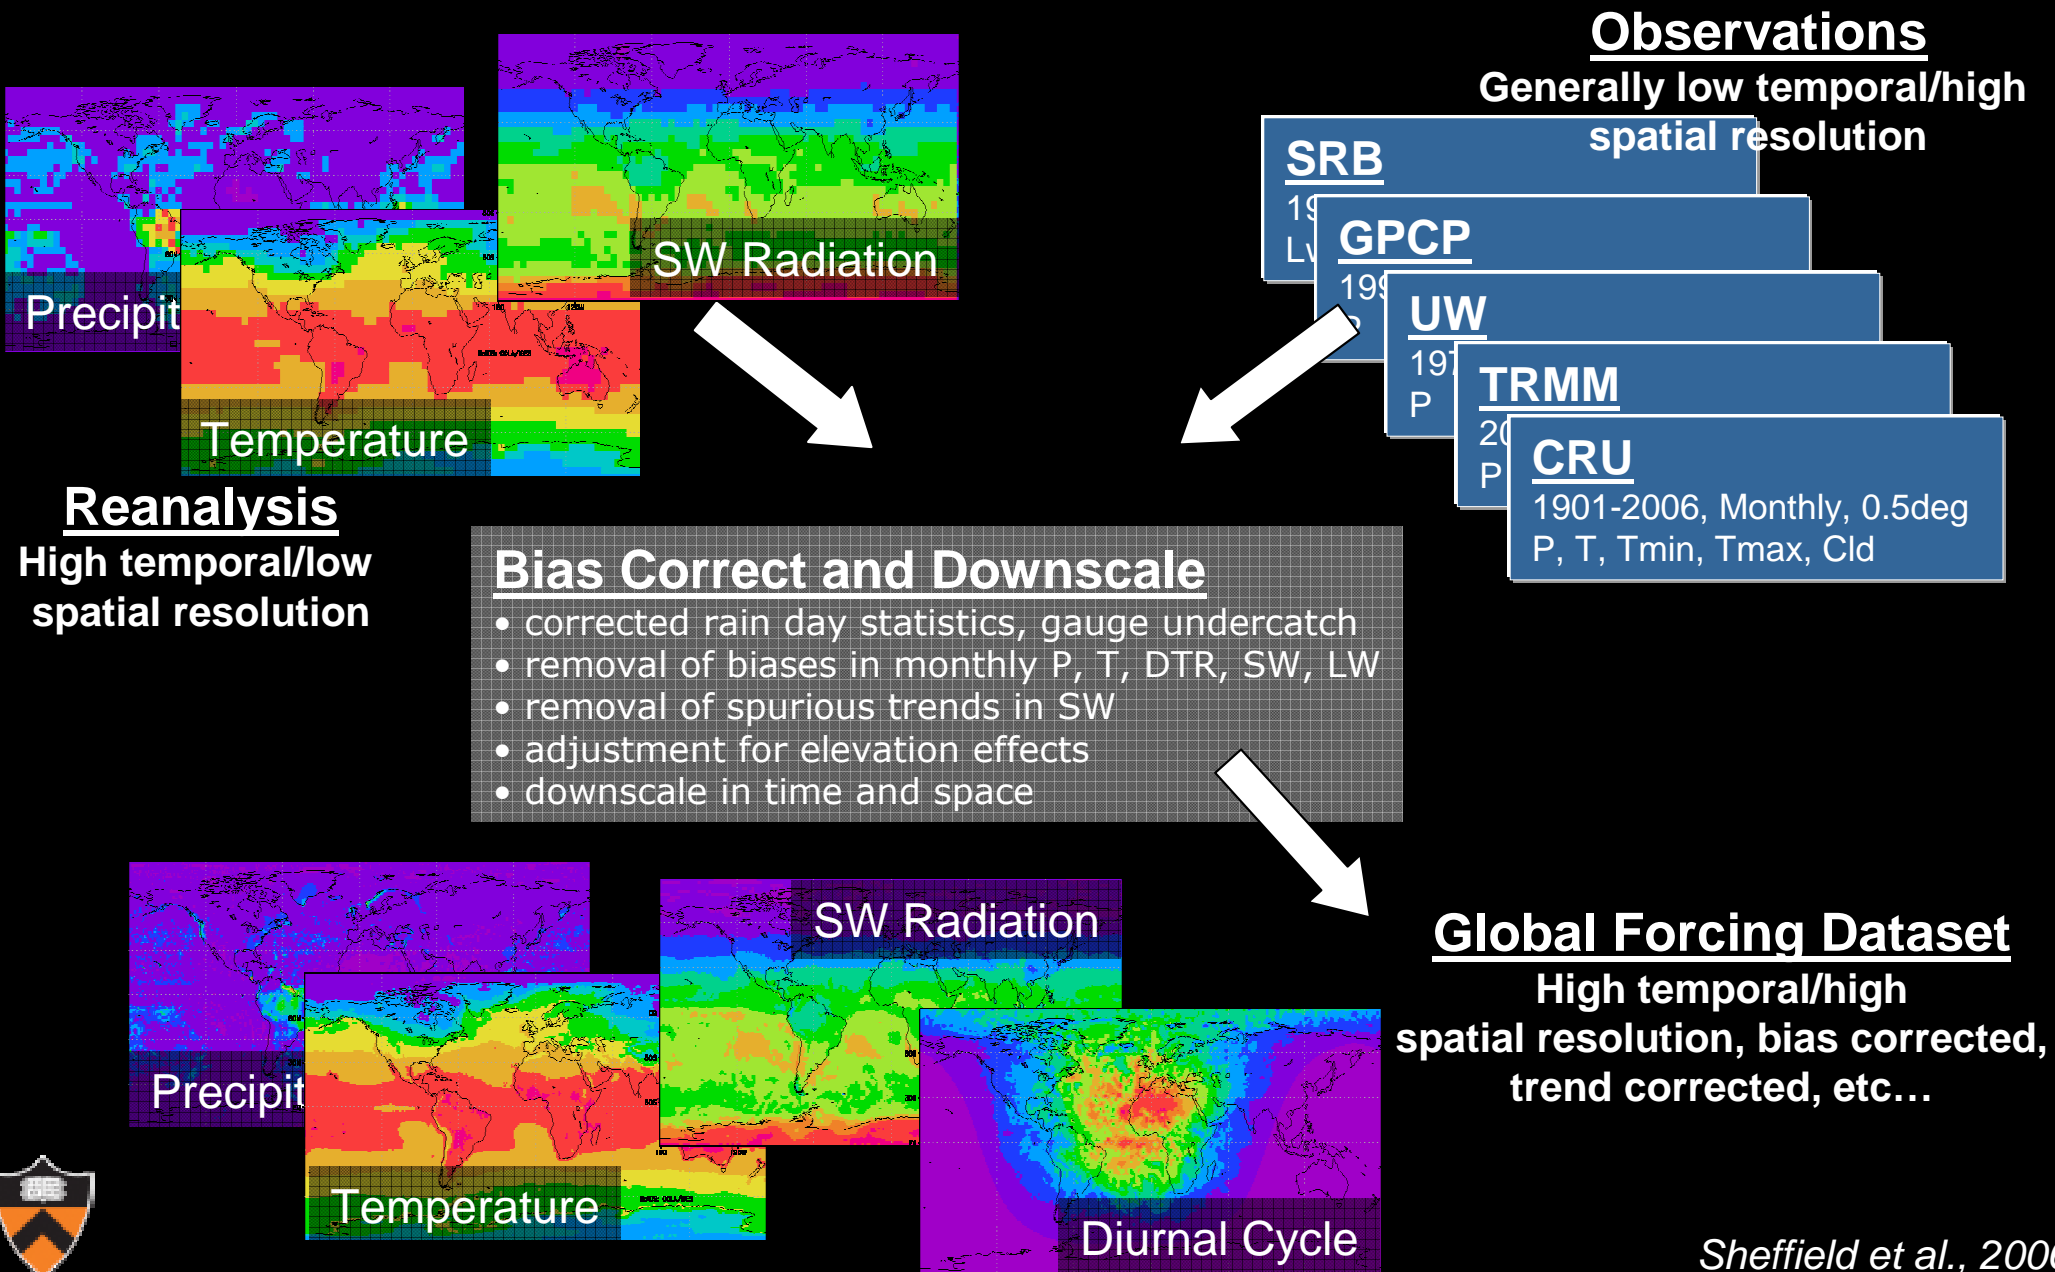 Observations
Generally low temporal/high
spatial resolution
SW Radiation
Precipit
Temperature
Reanalysis
High temporal/low
spatial resolution
SRB
GPCP
UW
P
TRMM
P
CRU
1901-2006, Monthly, 0.5deg
P, T, Tmin, Tmax, Cld
Bias Correct and Downscale
• corrected rain day statistics, gauge undercatch
• removal of biases in monthly P, T, DTR, SW, LW
• removal of spurious trends in SW
• adjustment for elevation effects
• downscale in time and space
SW Radiation
Precipit
Temperature
Diurnal Cycle
Global Forcing Dataset
High temporal/high
spatial resolution, bias corrected,
trend corrected, etc…
Sheffield et al., 2006